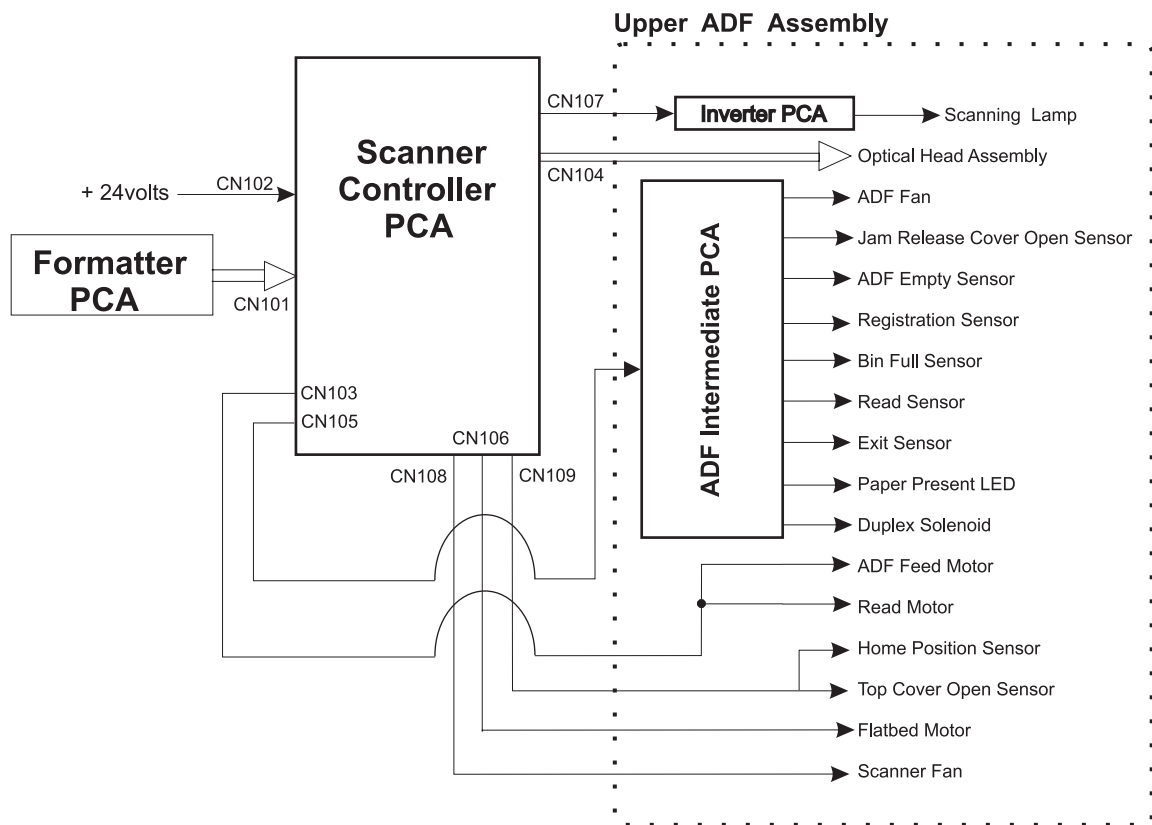 Upper ADF Assembly
CN107
Inverter PCA
Scanning Lamp
Scanner
Controller
PCA
CN104
Optical Head Assembly
+ 24volts
CN102
ADF Fan
Formatter
PCA
CN101
Jam Release Cover Open Sensor
ADF Empty Sensor
Registration Sensor
ADF Intermediate PCA
Bin Full Sensor
CN103
Read Sensor
CN105
CN106
Exit Sensor
CN108
CN109
Paper Present LED
Duplex Solenoid
ADF Feed Motor
Read Motor
Home Position Sensor
Top Cover Open Sensor
Flatbed Motor
Scanner Fan